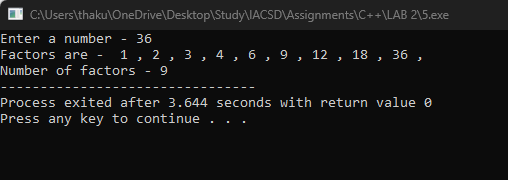 C:\Users\thaku\OneDrive\Desktop\Study\IACSD\Assignments\C++\LAB 2\5.exe
Enter a number - 36
Factors are -  1 , 2 , 3 , 4 , 6 , 9 , 12 , 18 , 36 ,
Number of factors - 9
--------------------------------
Process exited after 3.644 seconds with return value 0
Press any key to continue . . .